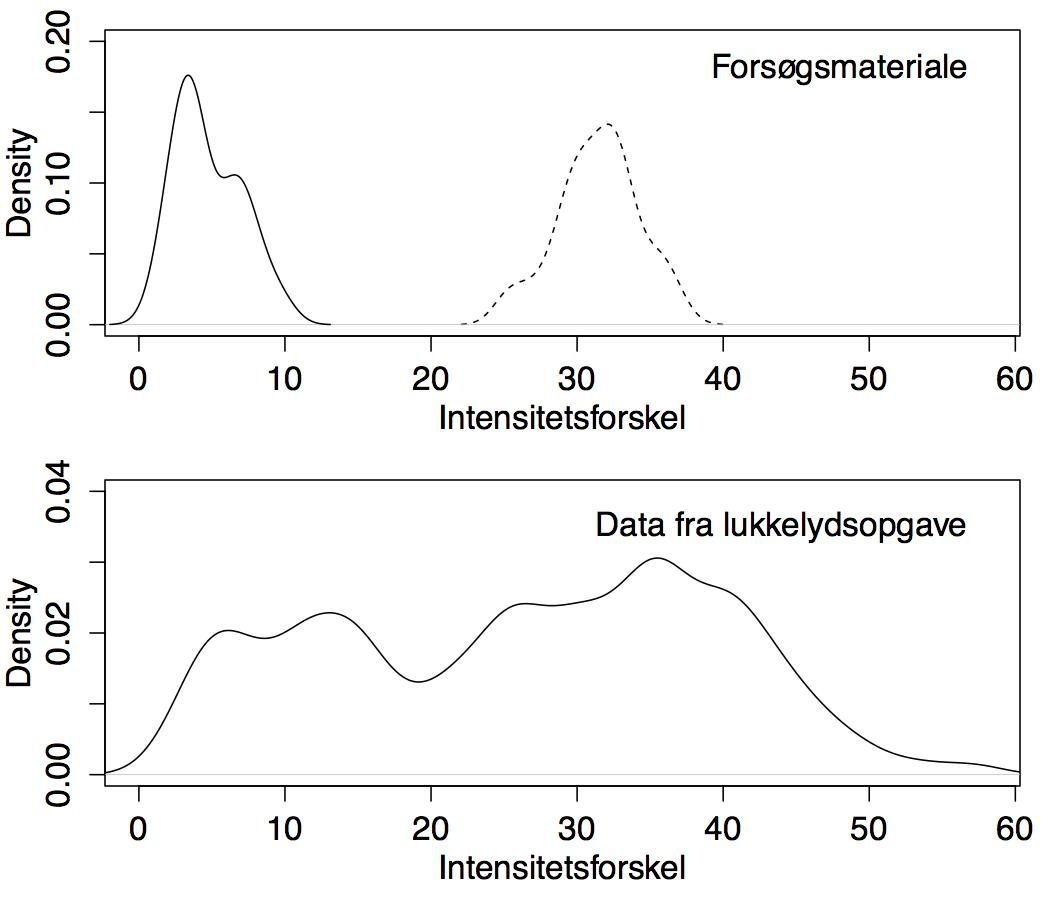 0.20
Forsøgsmateriale
Density
0.10
0.00
0 10 20 30 40 50 60
Intensitetsforskel
0.04
Data fra lukkelydsopgave
Density
0.02
0.00
0 10 20 30 40 50 60
Intensitetsforskel